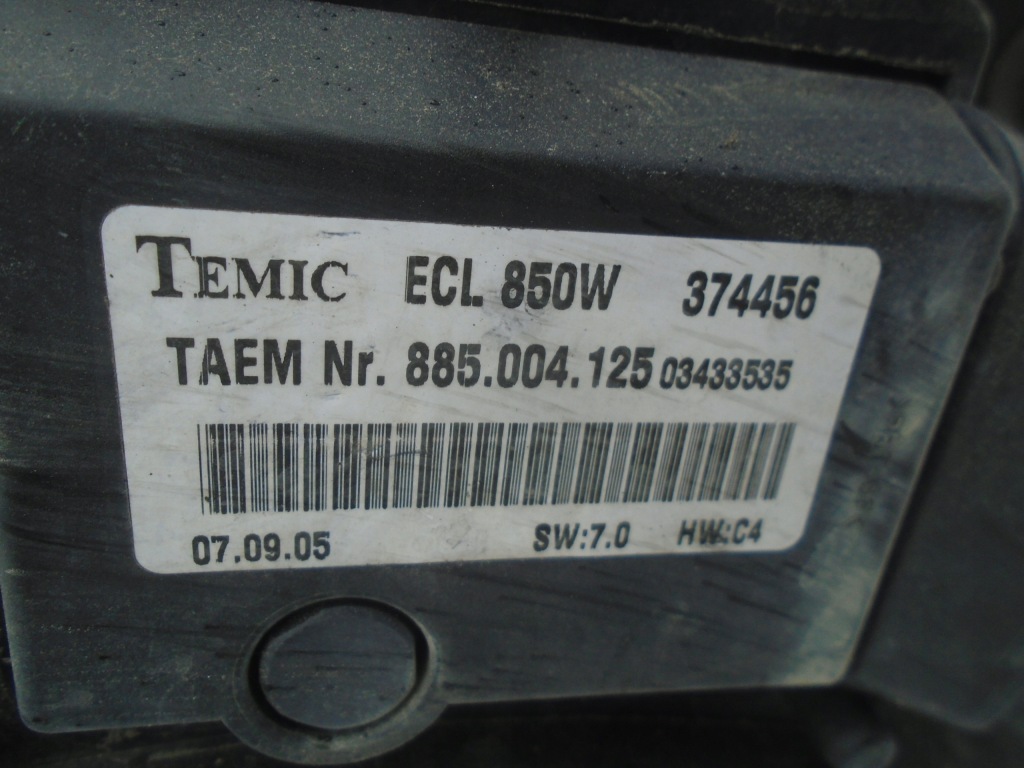 TEMIC ECL 850W 374456
TAEM Nr. 885.004.125 03433535
07.09.05 SW:7.0 HW:C4